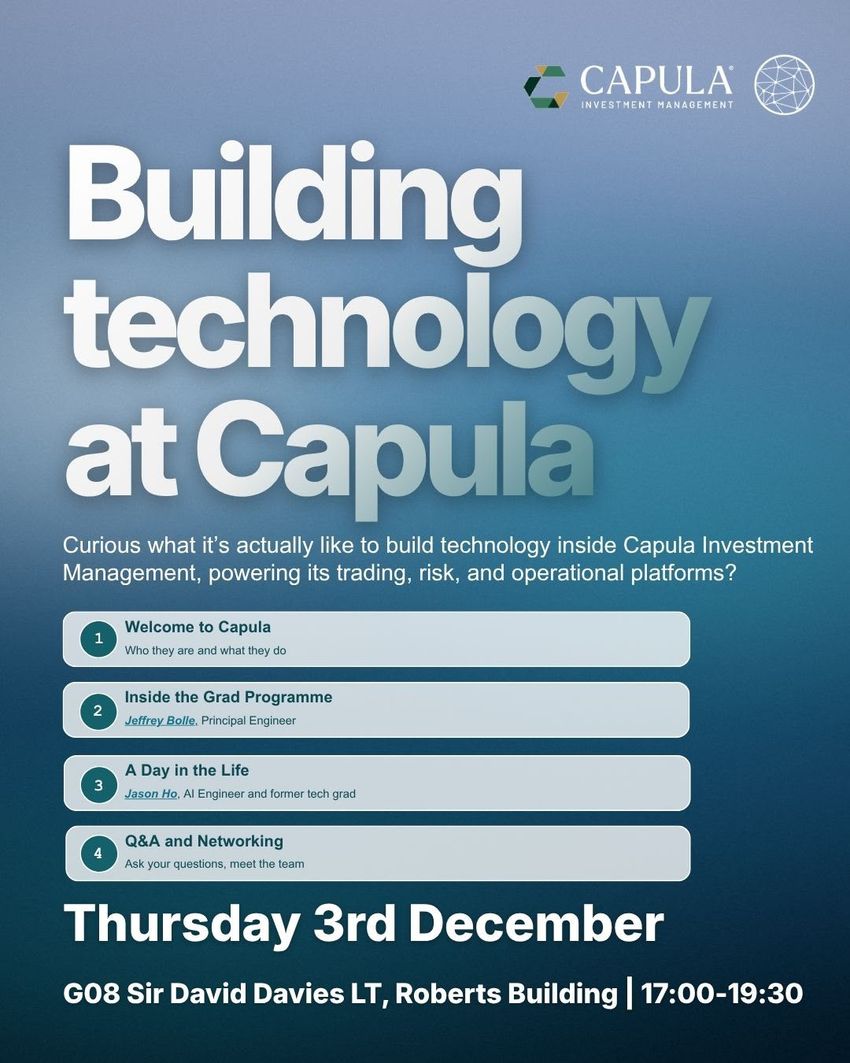 CAPULA
INVESTMENT MANAGEMENT
Building
technology
at Capula
Curious what it’s actually like to build technology inside Capula Investment
Management, powering its trading, risk, and operational platforms?
1
Welcome to Capula
Who they are and what they do
2
Inside the Grad Programme
Jeffrey Bolle, Principal Engineer
3
A Day in the Life
Jason Ho, AI Engineer and former tech grad
4
Q&A and Networking
Ask your questions, meet the team
Thursday 3rd December
G08 Sir David Davies LT, Roberts Building | 17:00-19:30